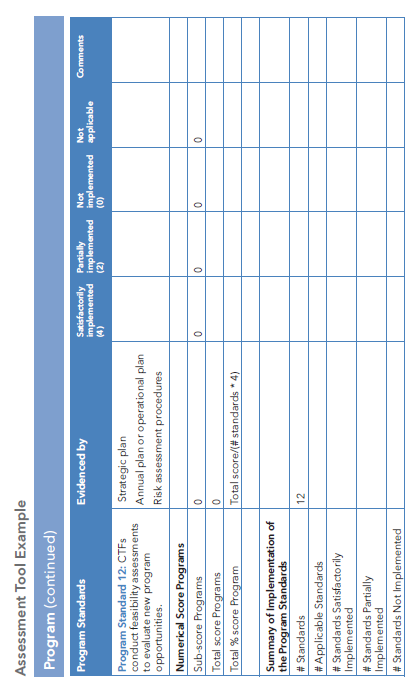 Assessment Tool Example
Program (continued)
Program Standards
Evidenced by
Satisfactorily
implemented
(4)
Partially
implemented
(2)
Not
implemented
(0)
Not
applicable
Comments
Program Standard 12: CTFs
conduct feasibility assessments
to evaluate new program
opportunities.
Strategic plan
Annual plan or operational plan
Risk assessment procedures
Numerical Score Programs
Sub-score Programs 0 0 0 0 0
Total score Programs 0
Total % score Program Total score/(# standards * 4)
Summary of Implementation of
the Program Standards
# Standards 12
# Applicable Standards
# Standards Satisfactorily
Implemented
# Standards Partially
Implemented
# Standards Not Implemented